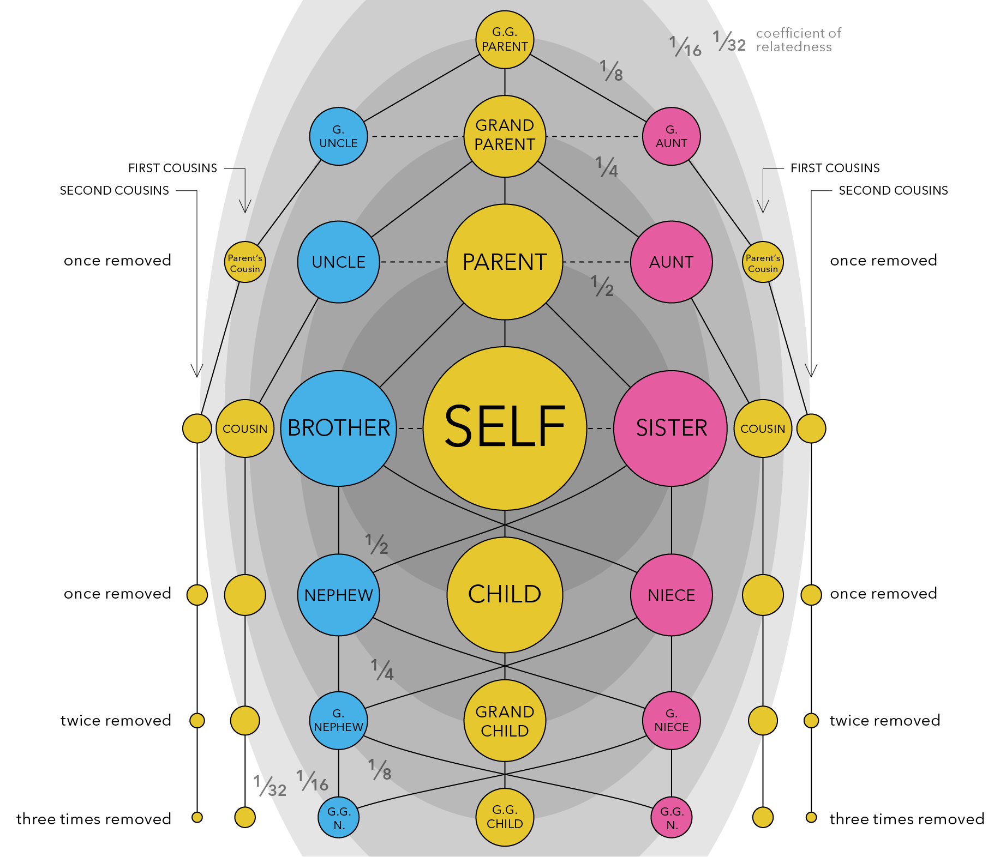 G.G.
PARENT
1/16 1/32 coefficient of
relatedness
1/8
G.
UNCLE
GRAND
PARENT
G.
AUNT
1/4
FIRST COUSINS
FIRST COUSINS
SECOND COUSINS
SECOND COUSINS
once removed
Parent's
Cousin
UNCLE
PARENT
AUNT
Parent's
Cousin
once removed
1/2
COUSIN
BROTHER
SELF
SISTER
COUSIN
1/2
once removed
NEPHEW
CHILD
NIECE
once removed
1/4
twice removed
G.
NEPHEW
GRAND
CHILD
G.
NIECE
twice removed
1/32 1/16 1/8
three times removed
G.G.
N.
G.G.
CHILD
G.G.
N.
three times removed